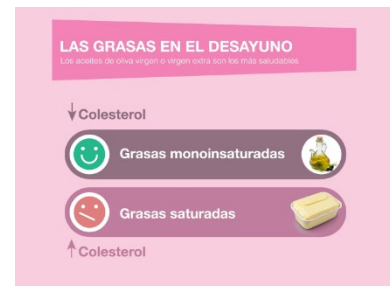 LAS GRASAS EN EL DESAYUNO
Los aceites de oliva virgen o virgen extra son los más saludables
Colesterol
Grasas monoinsaturadas
Grasas saturadas
Colesterol